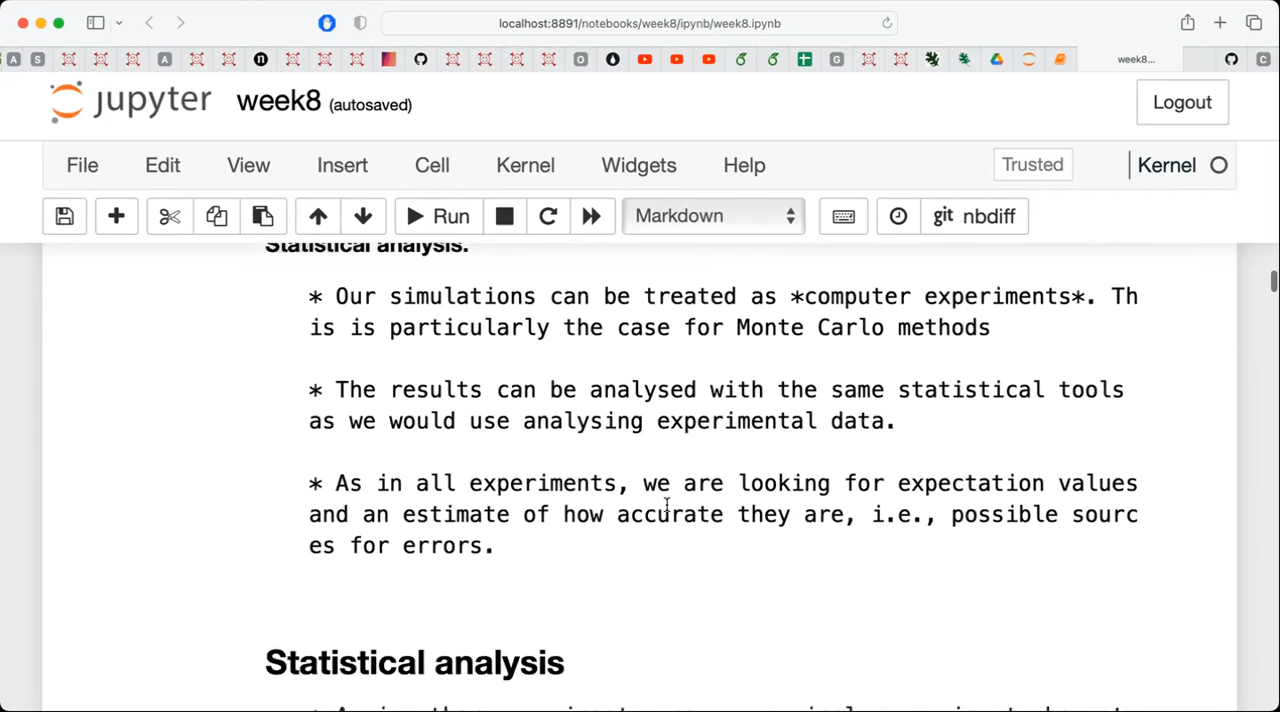 localhost:8891/notebooks/week8/ipynb/week8.ipynb
A S A O G week8... C
jupyter week8 (autosaved) Logout
File Edit View Insert Cell Kernel Widgets Help Trusted Kernel
Run Markdown git nbdiff
Statistical analysis.
* Our simulations can be treated as *computer experiments*. Th
is is particularly the case for Monte Carlo methods
* The results can be analysed with the same statistical tools
as we would use analysing experimental data.
* As in all experiments, we are looking for expectation values
and an estimate of how accurate they are, i.e., possible sourc
es for errors.
Statistical analysis